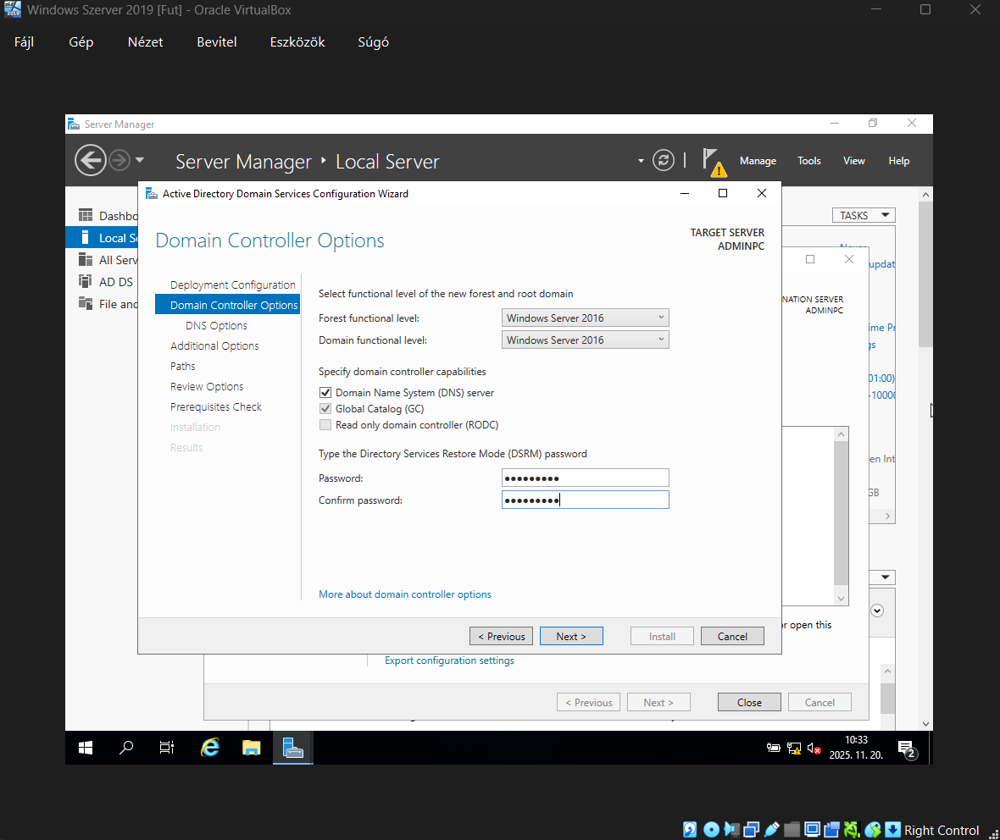 Windows Szerver 2019 [Fut] - Oracle VirtualBox
Fájl Gép Nézet Bevitel Eszközök Súgó
Server Manager
Server Manager Local Server
Manage Tools View Help
Active Directory Domain Services Configuration Wizard
Domain Controller Options
TARGET SERVER
ADMINPC
Dashbo
Local Se
All Serv
AD DS
File and
Deployment Configuration
Domain Controller Options
DNS Options
Additional Options
Paths
Review Options
Prerequisites Check
Installation
Results
Select functional level of the new forest and root domain
Forest functional level: Windows Server 2016
Domain functional level: Windows Server 2016
Specify domain controller capabilities
Domain Name System (DNS) server
Global Catalog (GC)
Read only domain controller (RODC)
Type the Directory Services Restore Mode (DSRM) password
Password: ●●●●●●●●●
Confirm password: ●●●●●●●●●
More about domain controller options
< Previous Next > Install Cancel
TASKS
updat
NATION SERVER
ADMINPC
ime Pr
gs
01:00)
-1000
en Int
GB
or open this
Export configuration settings
< Previous Next > Close Cancel
10:33
2025. 11. 20.
2
Right Control